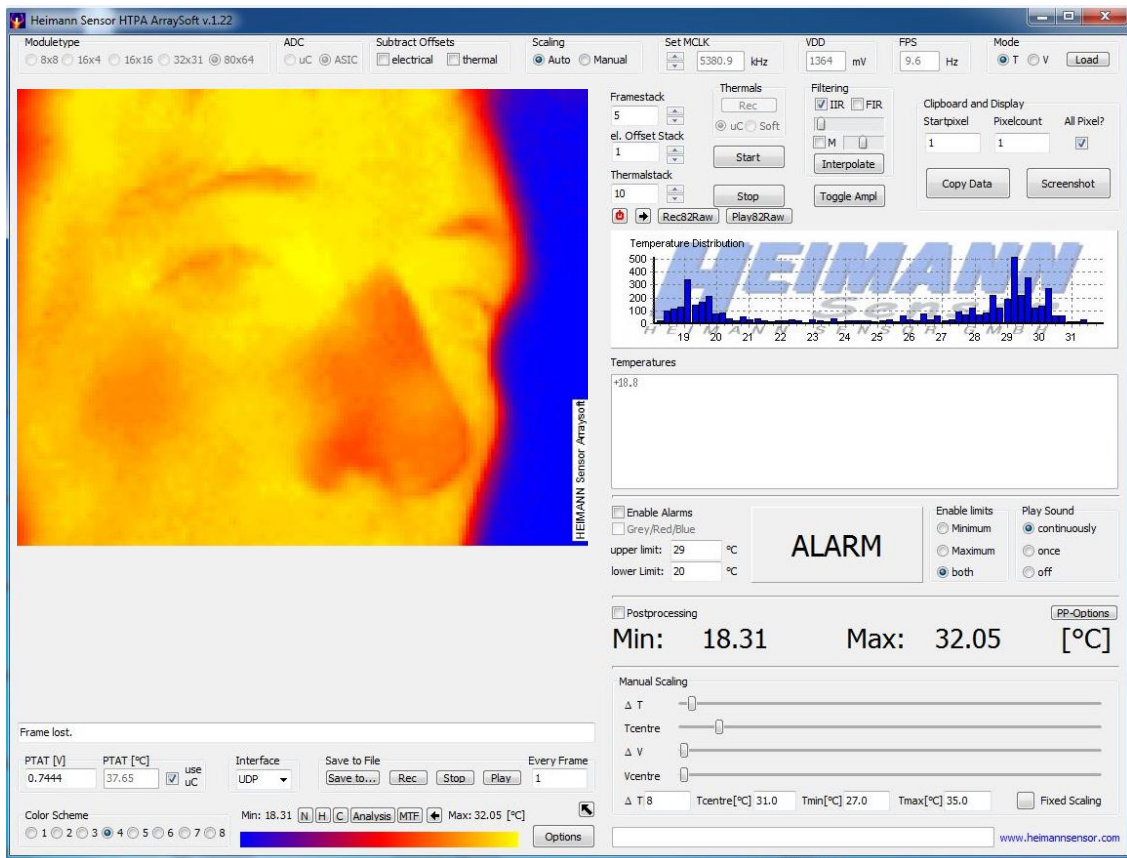 Heimann Sensor HTPA ArraySoft v.1.22
Moduletype
8x8 16x4 16x16 32x31 80x64
ADC
uC ASIC
Subtract Offsets
electrical thermal
Scaling
Auto Manual
Set MCLK
5380.9 kHz
VDD
1364 mV
FPS
9.6 Hz
Mode
T V Load
HEIMANN Sensor Arraysoft
Framestack
5
el. Offset Stack
1
Thermalstack
10
Thermals
Rec
uC Soft
Start
Stop
Filtering
IIR FIR
M
Interpolate
Toggle Ampl
Rec82Raw Play82Raw
Clipboard and Display
Startpixel Pixelcount All Pixel?
1 1
Copy Data Screenshot
Temperature Distribution
HEIMANN
Sensor
HEIMANN SENSOR GMBH
500
400
300
200
100
0
19 20 21 22 23 24 25 26 27 28 29 30 31
Temperatures
+18.8
Enable Alarms
Grey/Red/Blue
upper limit: 29 °C
lower Limit: 20 °C
ALARM
Enable limits
Minimum
Maximum
both
Play Sound
continuously
once
off
Postprocessing PP-Options
Min: 18.31 Max: 32.05 [°C]
Manual Scaling
Δ T
Tcentre
Δ V
Vcentre
Δ T 8 Tcentre[°C] 31.0 Tmin[°C] 27.0 Tmax[°C] 35.0 Fixed Scaling
www.heimannsensor.com
Frame lost.
PTAT [V] PTAT [°C]
0.7444 37.65 use uC
Interface
UDP
Save to File Every Frame
Save to... Rec Stop Play 1
Color Scheme
1 2 3 4 5 6 7 8
Min: 18.31 N H C Analysis MTF Max: 32.05 [°C]
Options